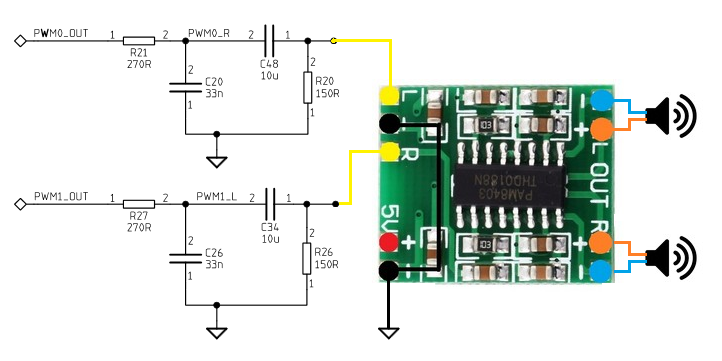 PWM0_OUT 1 2 PWM0_R 2 1
R21
270R
C48
10u
2
C20
33n
1
2
R20
150R
1
PWM1_OUT 1 2 PWM1_L 2 1
R27
270R
C34
10u
2
C26
33n
1
2
R26
150R
1
L
R
5V
+
103
103
PAM8403
THD0188N
-
+
L OUT R
+
-